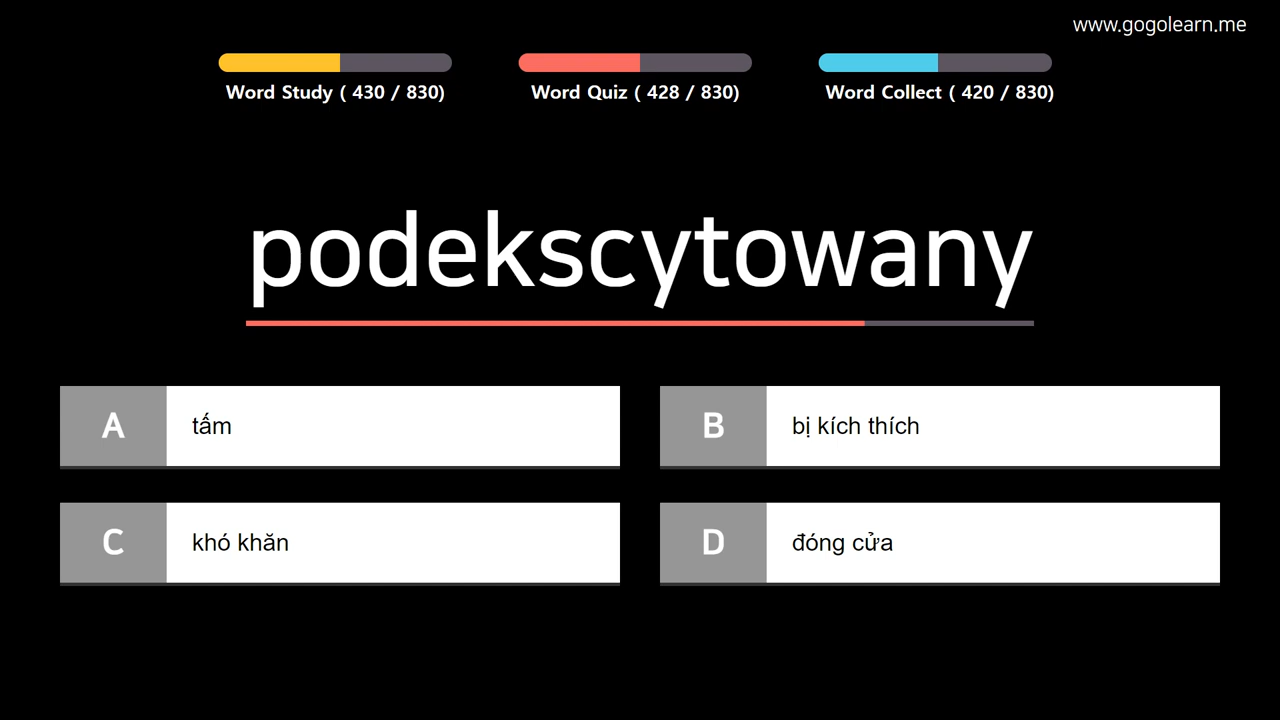 www.gogolearn.me
Word Study ( 430 / 830)
Word Quiz ( 428 / 830)
Word Collect ( 420 / 830)
podekscytowany
A tấm
B bị kích thích
C khó khăn
D đóng cửa